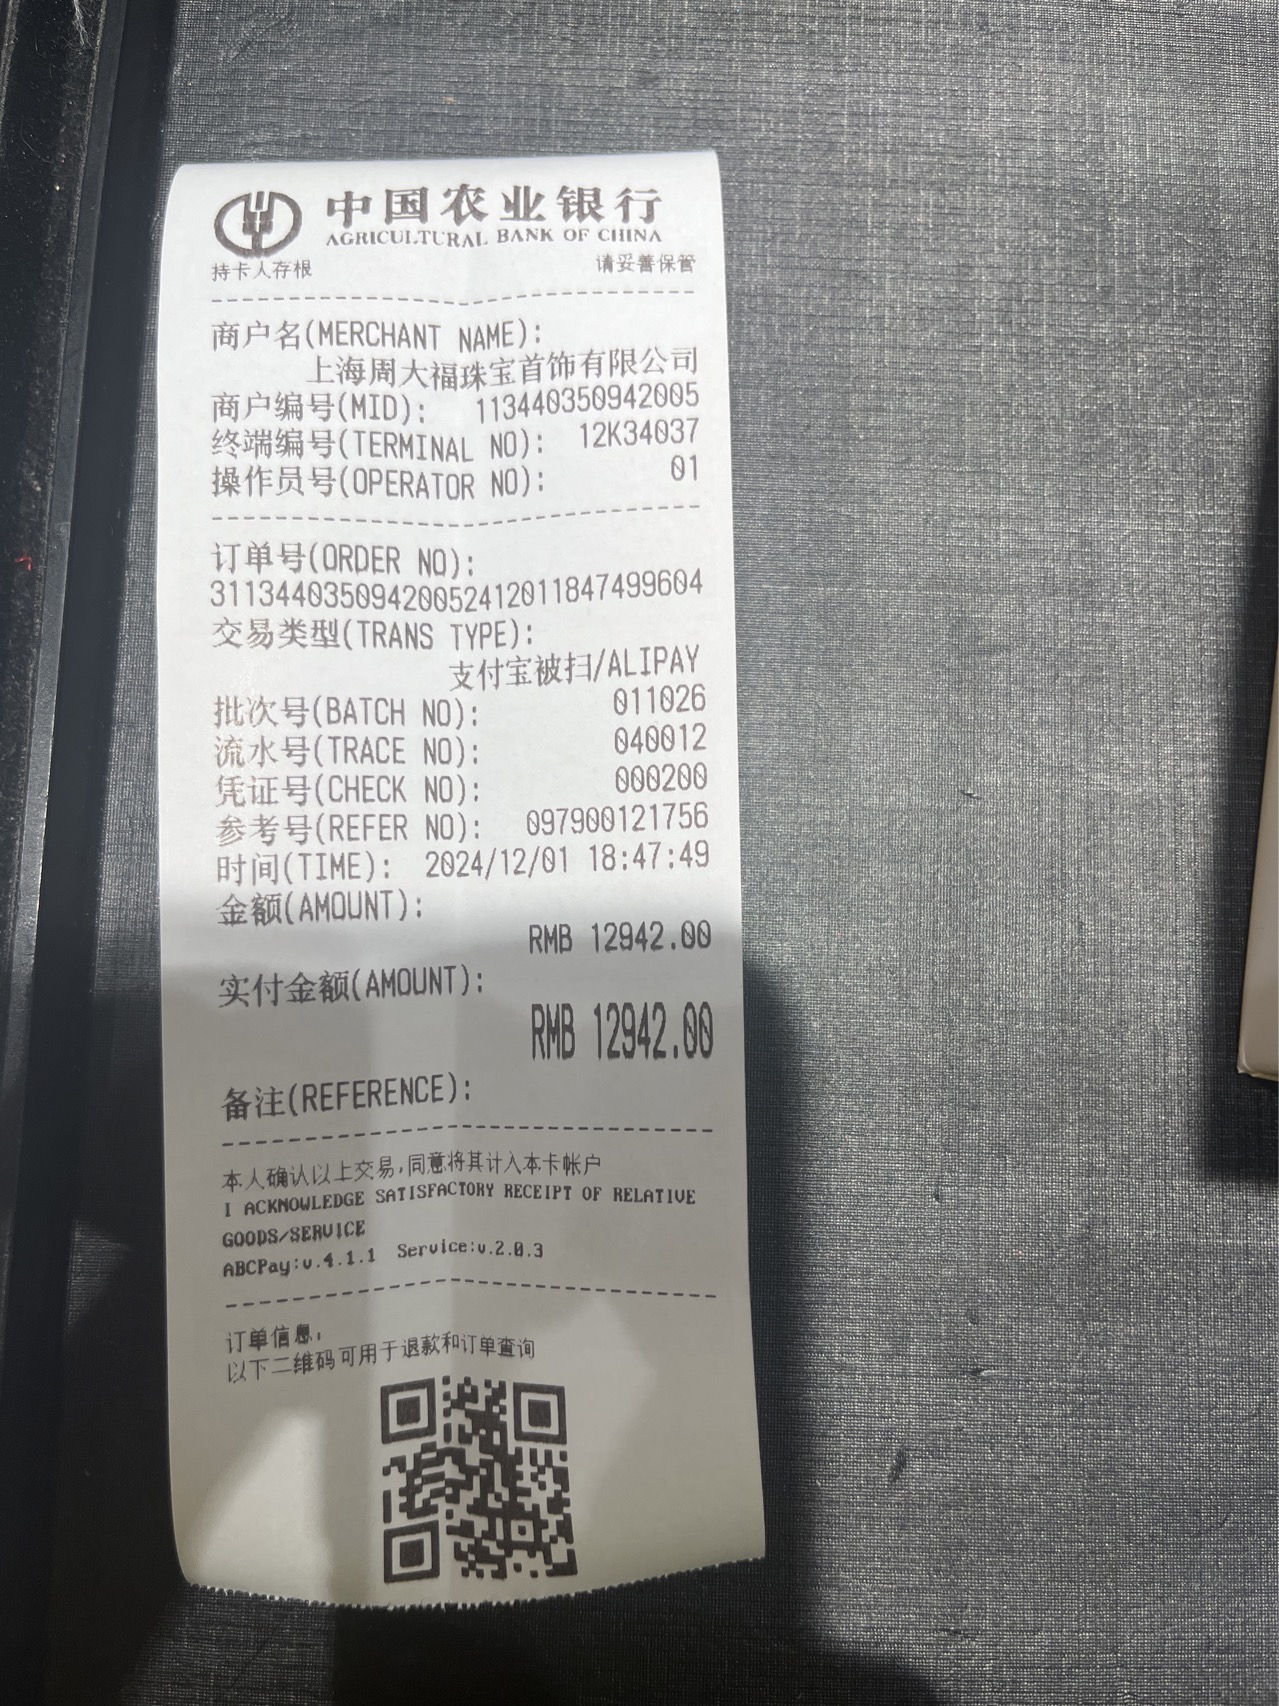 中国农业银行
AGRICULTURAL BANK OF CHINA
持卡人存根 请妥善保管
商户名(MERCHANT NAME):
上海周大福珠宝首饰有限公司
商户编号(MID): 113440350942005
终端编号(TERMINAL NO): 12K34037
操作员号(OPERATOR NO): 01
订单号(ORDER NO):
31134403509420052412011847499604
交易类型(TRANS TYPE):
支付宝被扫/ALIPAY
批次号(BATCH NO): 011026
流水号(TRACE NO): 040012
凭证号(CHECK NO): 000200
参考号(REFER NO): 097900121756
时间(TIME): 2024/12/01 18:47:49
金额(AMOUNT):
RMB 12942.00
实付金额(AMOUNT):
RMB 12942.00
备注(REFERENCE):
本人确认以上交易,同意将其计入本卡帐户
I ACKNOWLEDGE SATISFACTORY RECEIPT OF RELATIVE
GOODS/SERVICE
ABCPay:v.4.1.1 Service:v.2.0.3
订单信息,
以下二维码可用于退款和订单查询